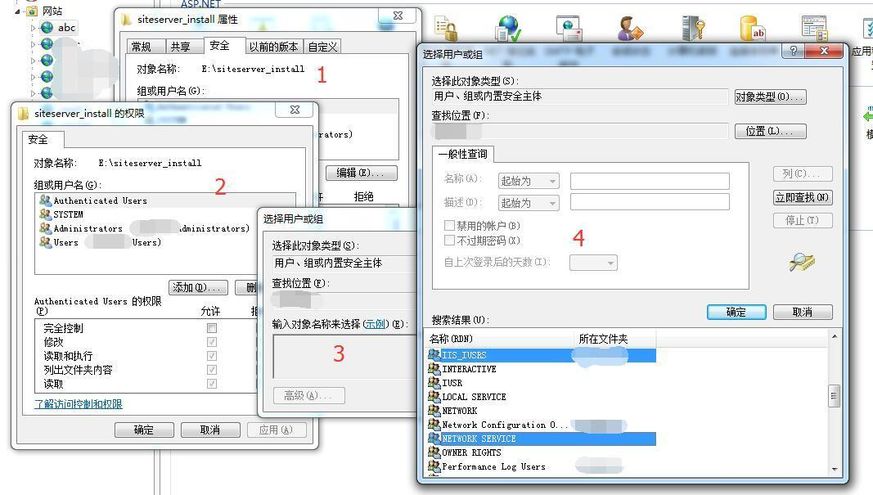 ASP.NET
网站
abc
siteserver_install 属性
常规 共享 安全 以前的版本 自定义
对象名称: E:\siteserver_install
组或用户名(G):
1
编辑(E)...
拒绝
siteserver_install 的权限
安全
对象名称: E:\siteserver_install
组或用户名(G):
2
Authenticated Users
SYSTEM
Administrators Administrators)
Users Users)
添加(D)...
Authenticated Users 的权限
(P) 允许
完全控制
修改
读取和执行
列出文件夹内容
读取
了解访问控制和权限
确定 取消 应用(A)
选择用户或组
选择此对象类型(S):
用户、组或内置安全主体
查找位置(F):
输入对象名称来选择(示例)(E):
3
高级(A)...
选择用户或组
选择此对象类型(S):
用户、组或内置安全主体 对象类型(O)...
查找位置(F):
位置(L)...
一般性查询
名称(A): 起始为
描述(D): 起始为
禁用的帐户(B)
不过期密码(X)
自上次登录后的天数(I):
4
列(C)...
立即查找(N)
停止(T)
确定 取消
搜索结果(U):
名称(RDN) 所在文件夹
IIS_IUSRS
INTERACTIVE
IUSR
LOCAL SERVICE
NETWORK
Network Configuration O...
NETWORK SERVICE
OWNER RIGHTS
Performance Log Users